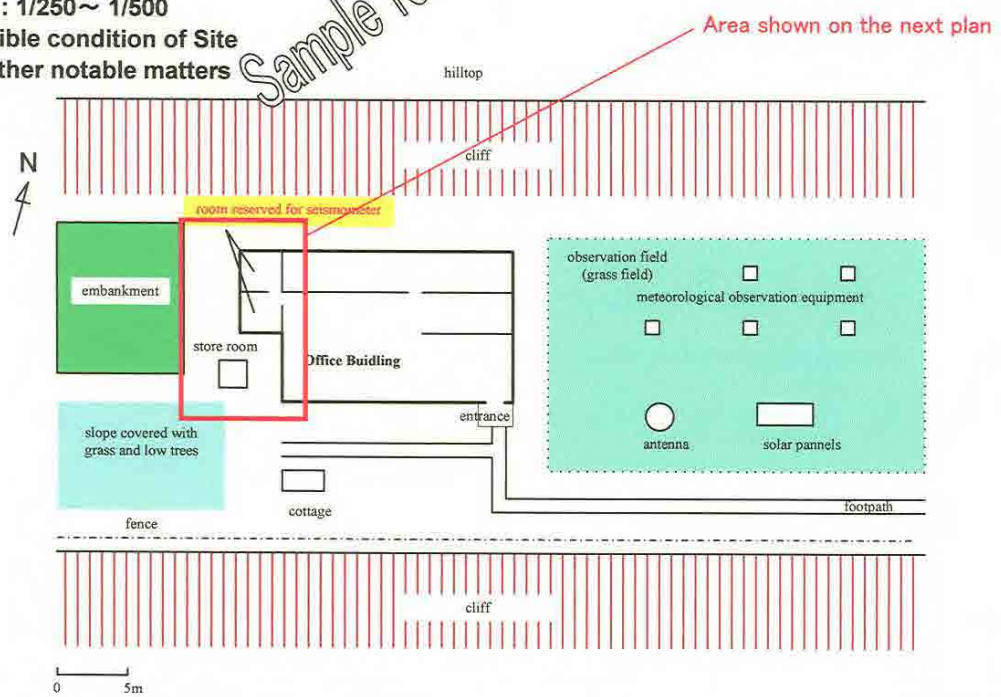 : 1/250～ 1/500
ible condition of Site
ther notable matters
Sample
Area shown on the next plan
hilltop
cliff
N
room reserved for seismometer
embankment
observation field
(grass field)
meteorological observation equipment
store room
Office Buidling
entrance
antenna
solar pannels
slope covered with
grass and low trees
cottage
footpath
fence
cliff
0 5m